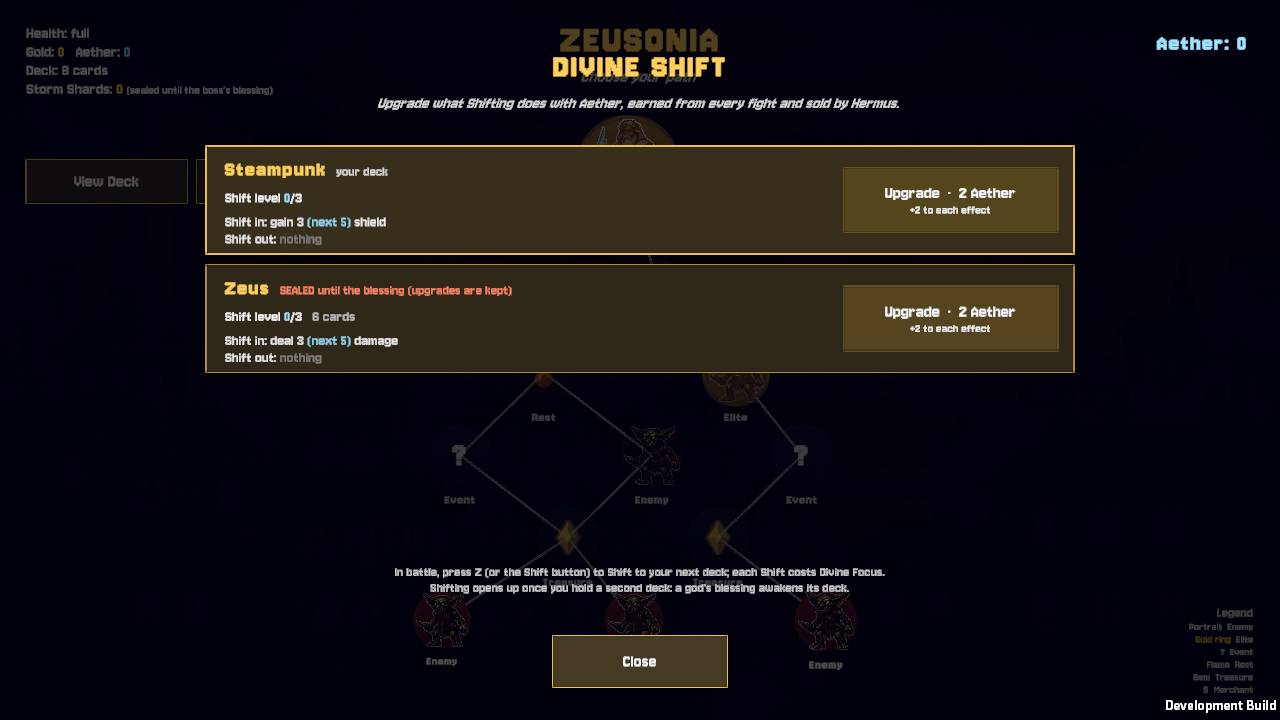 Health: full
Gold: 0 Aether: 0
Deck: 8 cards
Storm Shards: 0 (sealed until the boss's blessing)
ZEUSONIA
DIVINE SHIFT
Choose your path
Aether: 0
Upgrade what Shifting does with Aether, earned from every fight and sold by Hermus.
View Deck
Steampunk your deck
Shift level 0/3
Shift in: gain 3 (next 5) shield
Shift out: nothing
Upgrade · 2 Aether
+2 to each effect
Zeus SEALED until the blessing (upgrades are kept)
Shift level 0/3 6 cards
Shift in: deal 3 (next 5) damage
Shift out: nothing
Upgrade · 2 Aether
+2 to each effect
Rest
Elite
?
?
Event
Enemy
Event
In battle, press Z (or the Shift button) to Shift to your next deck; each Shift costs Divine Focus.
Treasure
Treasure
Shifting opens up once you hold a second deck: a god's blessing awakens its deck.
Enemy
Enemy
Close
Legend
Portrait Enemy
Gold ring Elite
? Event
Flame Rest
Gem Treasure
$ Merchant
Development Build